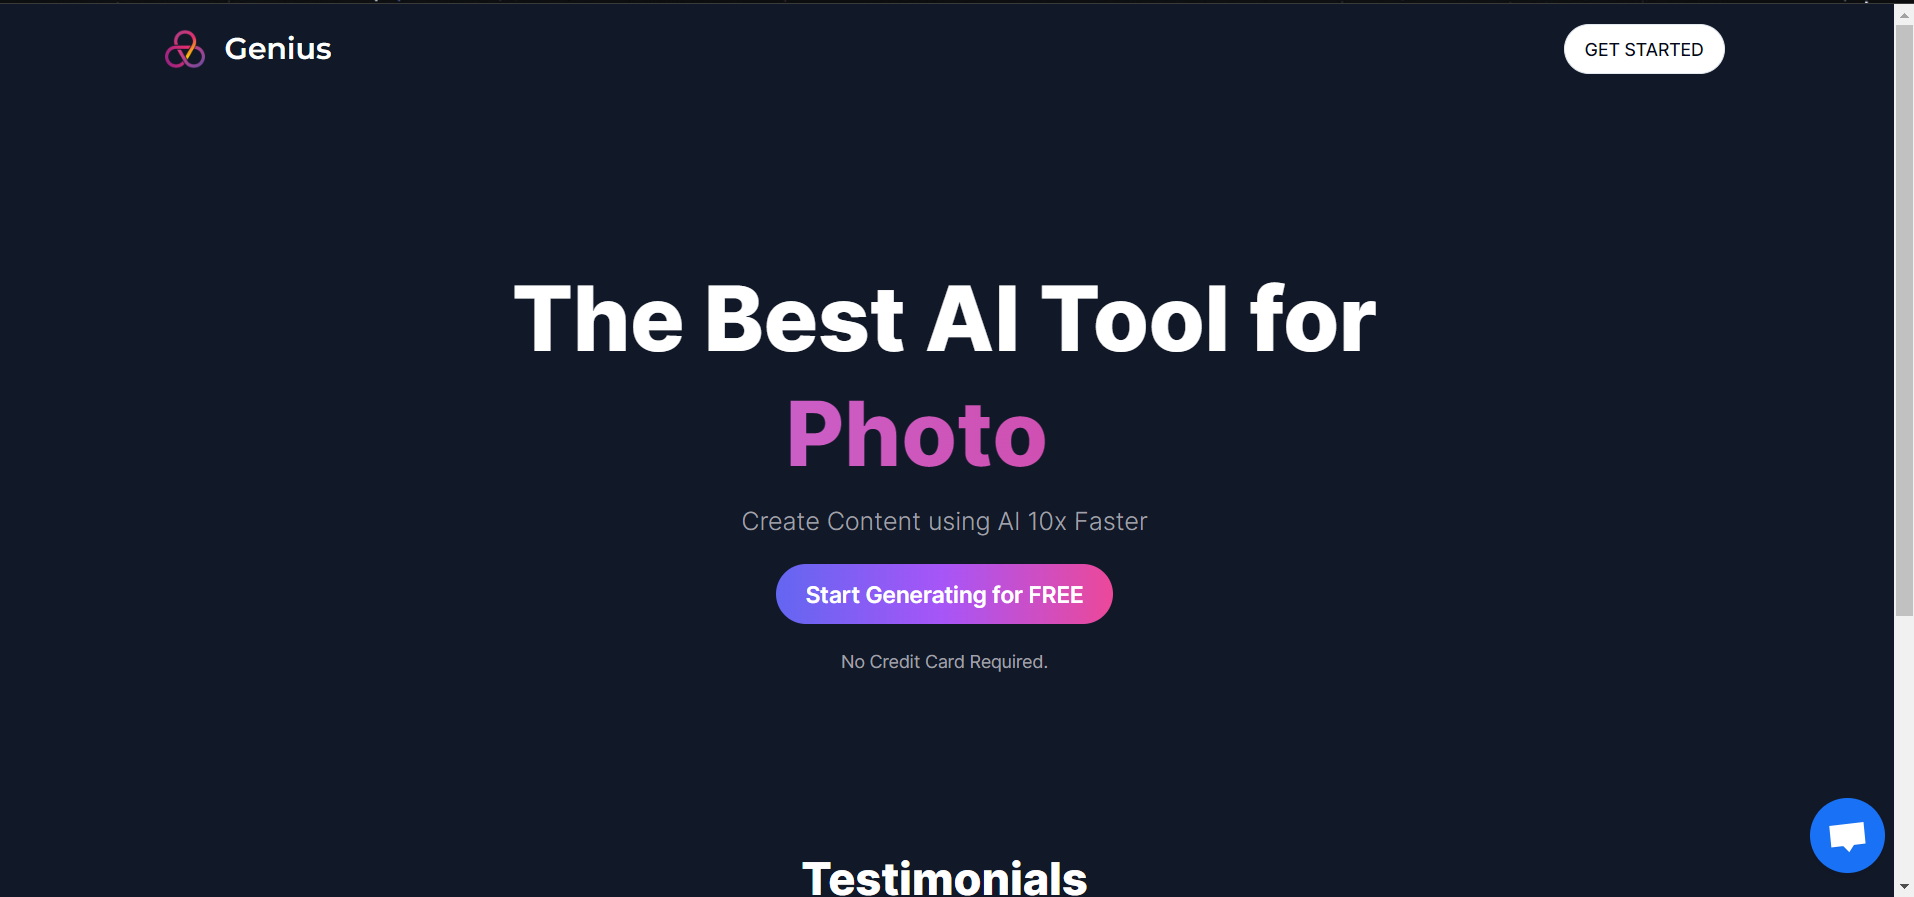 Genius
GET STARTED
The Best AI Tool for
Photo
Create Content using AI 10x Faster
Start Generating for FREE
No Credit Card Required.
Testimonials